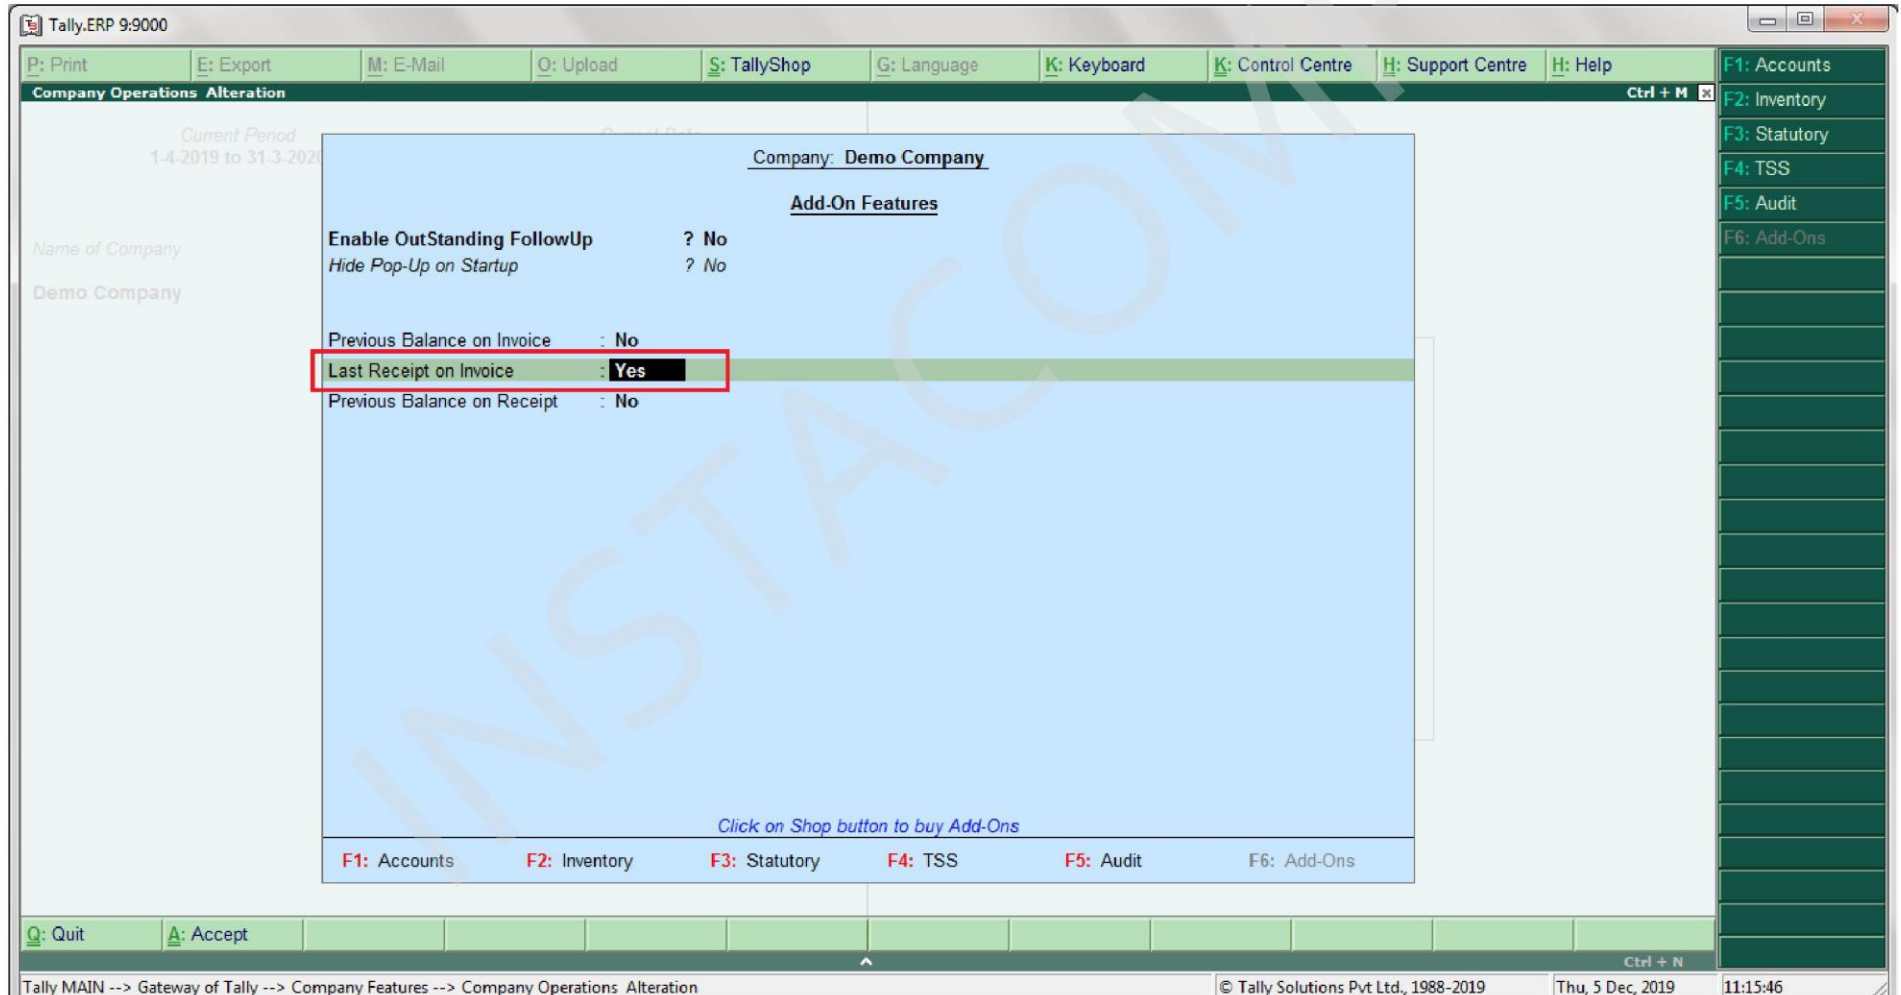 Tally.ERP 9:9000
P: Print E: Export M: E-Mail O: Upload S: TallyShop G: Language K: Keyboard K: Control Centre H: Support Centre H: Help
Company Operations Alteration Ctrl + M
Current Period Current Date
1-4-2019 to 31-3-2020
Name of Company
Demo Company
Company: Demo Company
Add-On Features
Enable OutStanding FollowUp ? No
Hide Pop-Up on Startup ? No
Previous Balance on Invoice : No
Last Receipt on Invoice : Yes
Previous Balance on Receipt : No
Click on Shop button to buy Add-Ons
F1: Accounts F2: Inventory F3: Statutory F4: TSS F5: Audit F6: Add-Ons
F1: Accounts
F2: Inventory
F3: Statutory
F4: TSS
F5: Audit
F6: Add-Ons
Q: Quit A: Accept
Ctrl + N
Tally MAIN --> Gateway of Tally --> Company Features --> Company Operations Alteration © Tally Solutions Pvt Ltd., 1988-2019 Thu, 5 Dec, 2019 11:15:46
INSTACOM